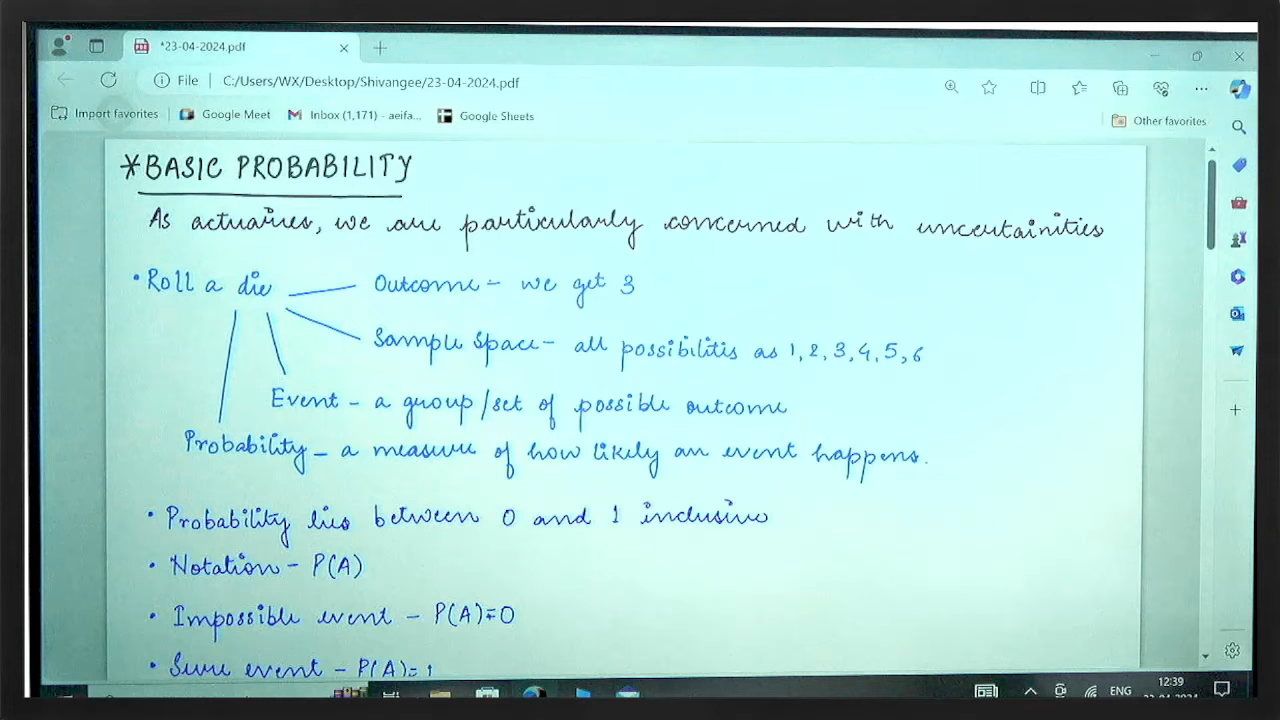 *23-04-2024.pdf
File | C:/Users/WX/Desktop/Shivangee/23-04-2024.pdf
Import favorites Google Meet Inbox (1,171) - aeifa... Google Sheets Other favorites
*BASIC PROBABILITY
As actuaries, we are particularly concerned with uncertainities
• Roll a die Outcome - we get 3
Sample Space - all possibilitis as 1, 2, 3, 4, 5, 6
Event - a group/set of possible outcome
Probability - a measure of how likely an event happens.
• Probability lies between 0 and 1 inclusive
• Notation - P(A)
• Impossible event - P(A)=0
• Sure event - P(A)=1
ENG 12:39
23-04-2024